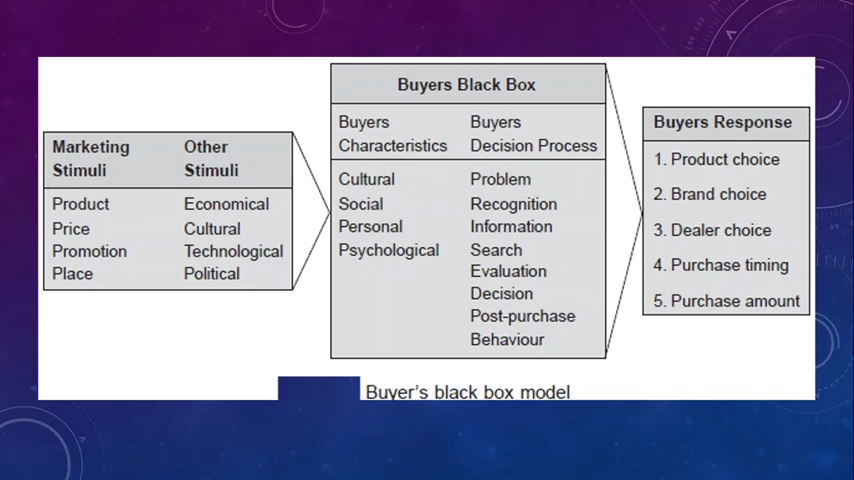 Marketing Stimuli
Other Stimuli
Product
Economical
Price
Cultural
Promotion
Technological
Place
Political
Buyers Black Box
Buyers Characteristics
Buyers Decision Process
Cultural
Social
Personal
Psychological
Problem
Recognition
Information
Search
Evaluation
Decision
Post-purchase
Behaviour
Buyers Response
1. Product choice
2. Brand choice
3. Dealer choice
4. Purchase timing
5. Purchase amount
Buyer's black box model